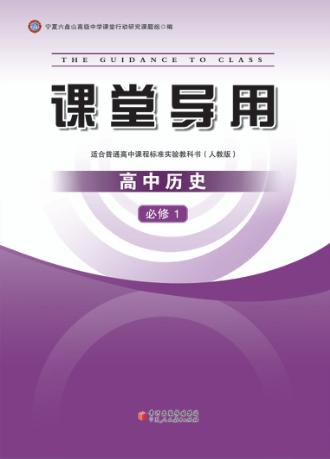 宁夏六盘山高级中学课堂行动研究课题组◎编
THE GUIDANCE TO CLASS
课堂导用
适合普通高中课程标准实验教科书（人教版）
高中历史
必修 1